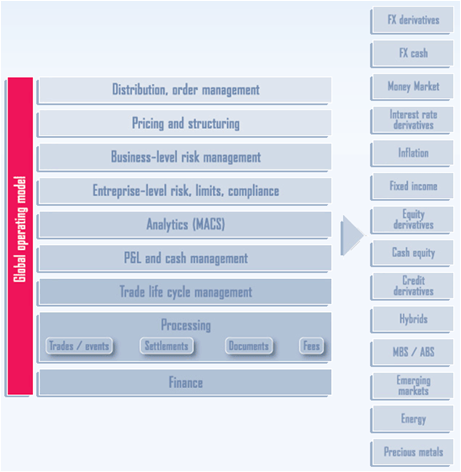 Global operating model
Distribution, order management
Pricing and structuring
Business-level risk management
Entreprise-level risk, limits, compliance
Analytics (MACS)
P&L and cash management
Trade life cycle management
Processing
Trades / events
Settlements
Documents
Fees
Finance
FX derivatives
FX cash
Money Market
Interest rate
derivatives
Inflation
Fixed income
Equity
derivatives
Cash equity
Credit
derivatives
Hybrids
MBS / ABS
Emerging
markets
Energy
Precious metals